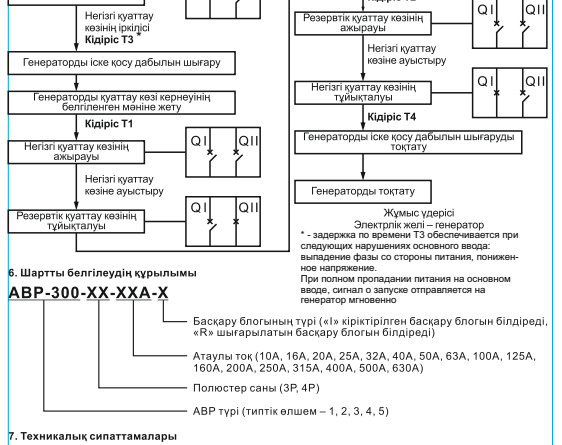 Негізгі қуаттау
көзінің іркілісі
Кідіріс Т3*
Генераторды іске қосу дабылын шығару
Генераторды қуаттау көзі кернеуінің
белгіленген мәніне жету
Кідіріс Т1
Негізгі қуаттау көзінің
ажырауы
QI QII
Негізгі қуаттау
көзіне ауыстыру
Резервтік қуаттау көзінің
тұйықталуы
QI QII
Резервтік қуаттау көзінің
ажырауы
QI QII
Негізгі қуаттау
көзіне ауыстыру
Негізгі қуаттау көзінің
тұйықталуы
QI QII
Кідіріс Т4
Генераторды іске қосу дабылын шығаруды
тоқтату
Генераторды тоқтату
Жұмыс үдерісі
Электрлік желі – генератор
* - задержка по времени Т3 обеспечивается при
следующих нарушениях основного ввода:
выпадение фазы со стороны питания, понижен-
ное напряжение.
При полном пропадании питания на основном
вводе, сигнал о запуске отправляется на
генератор мгновенно
6. Шартты белгілеудің құрылымы
АВР-300-ХХ-ХХА-Х
Басқару блогының түрі («I» кіріктірілген басқару блогын білдіреді,
«R» шығарылатын басқару блогын білдіреді)
Атаулы тоқ (10А, 16А, 20А, 25А, 32А, 40А, 50А, 63А, 100А, 125А,
160А, 200А, 250А, 315А, 400А, 500А, 630А)
Полюстер саны (3Р, 4Р)
АВР түрі (типтік өлшем – 1, 2, 3, 4, 5)
7. Техникалық сипаттамалары